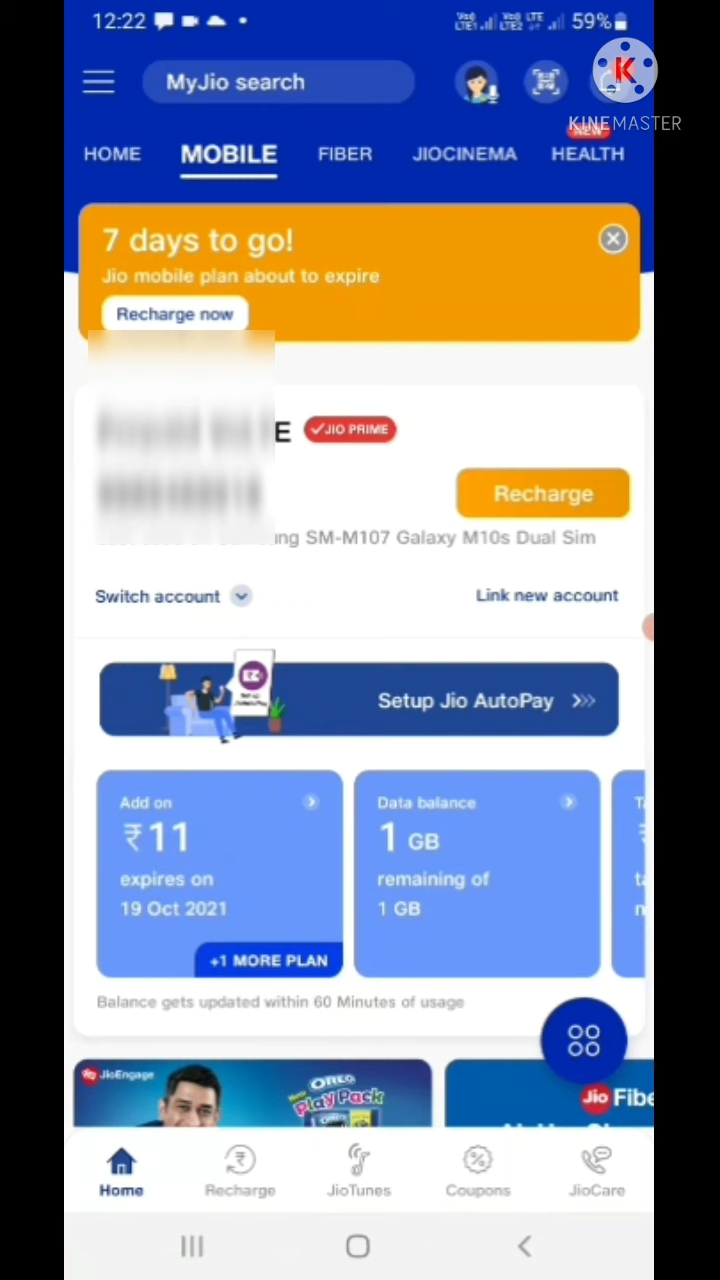 12:22
59%
MyJio search
KINEMASTER
NEW
HOME MOBILE FIBER JIOCINEMA HEALTH
7 days to go!
Jio mobile plan about to expire
Recharge now
E JIO PRIME
Recharge
SM-M107 Galaxy M10s Dual Sim
Switch account
Link new account
Setup Jio AutoPay
Add on
₹11
expires on
19 Oct 2021
+1 MORE PLAN
Data balance
1 GB
remaining of
1 GB
Balance gets updated within 60 Minutes of usage
JioEngage
OREO
Play Pack
Jio Fibe
Home Recharge JioTunes Coupons JioCare